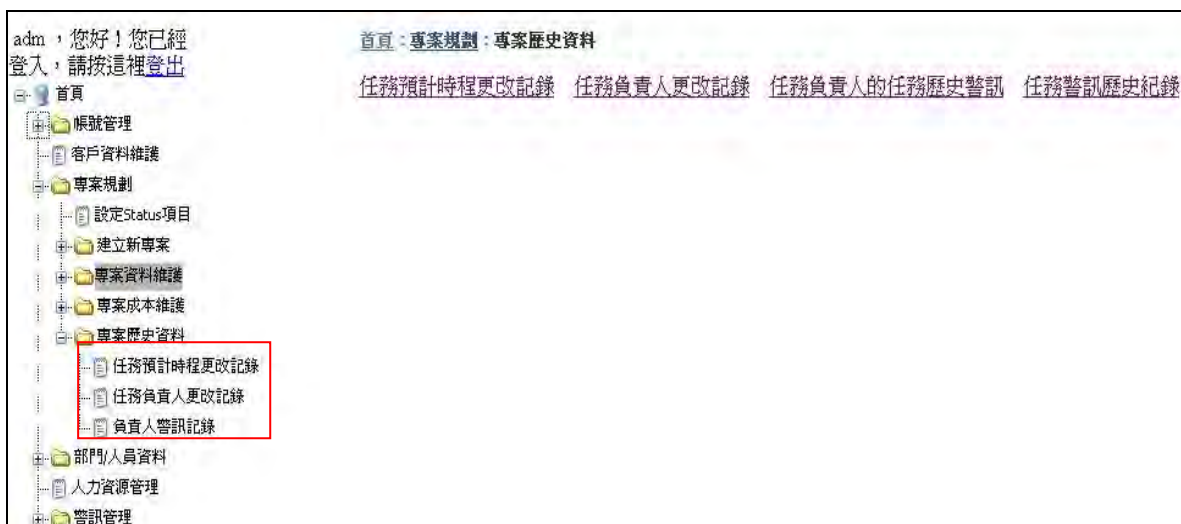 adm，您好！您已經
登入，請按這裡登出
首頁
帳號管理
客戶資料維護
專案規劃
設定Status項目
建立新專案
專案資料維護
專案成本維護
專案歷史資料
任務預計時程更改記錄
任務負責人更改記錄
負責人警訊記錄
部門/人員資料
人力資源管理
警訊管理
首頁：專案規劃：專案歷史資料
任務預計時程更改記錄 任務負責人更改記錄 任務負責人的任務歷史警訊 任務警訊歷史紀錄